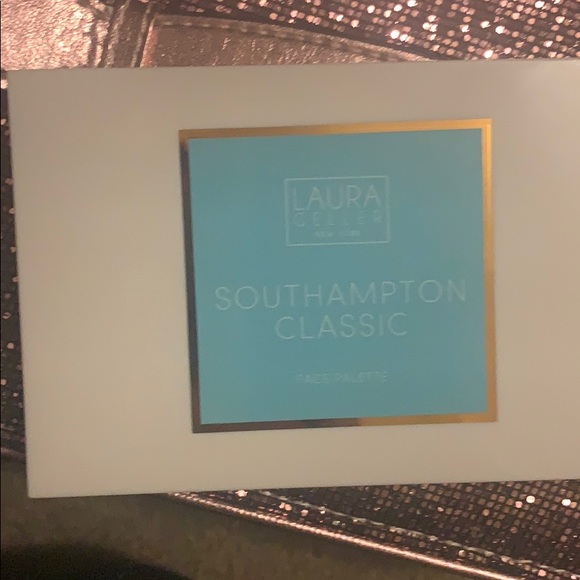 LAURA
GELLER
NEW YORK
SOUTHAMPTON
CLASSIC
FACE PALETTE